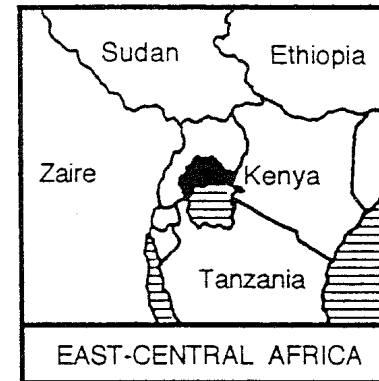 Sudan
Ethiopia
Zaire
Kenya
Tanzania
EAST-CENTRAL AFRICA